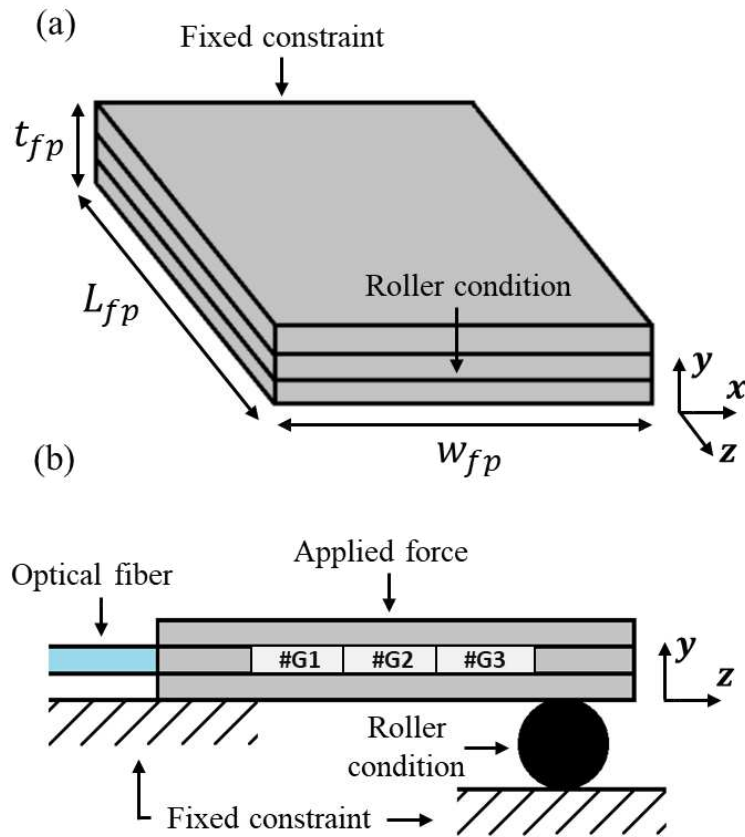 (a)
Fixed constraint
t_fp
L_fp
Roller condition
w_fp
y
x
z
(b)
Applied force
Optical fiber
#G1 #G2 #G3
y
z
Roller
condition
Fixed constraint